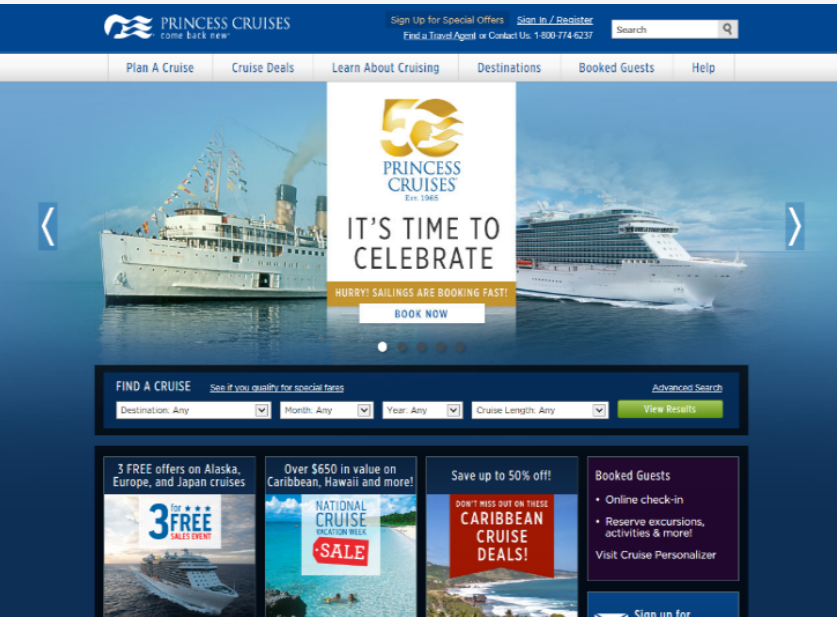 PRINCESS CRUISES
come back new
Sign Up for Special Offers Sign In / Register
Find a Travel Agent or Contact Us: 1-800-774-6237
Search
Plan A Cruise Cruise Deals Learn About Cruising Destinations Booked Guests Help
50
PRINCESS
CRUISES
Est. 1965
IT'S TIME TO
CELEBRATE
HURRY! SAILINGS ARE BOOKING FAST!
BOOK NOW
FIND A CRUISE See if you qualify for special fares Advanced Search
Destination: Any Month: Any Year: Any Cruise Length: Any View Results
3 FREE offers on Alaska,
Europe, and Japan cruises
3 for FREE
SALES EVENT
Over $650 in value on
Caribbean, Hawaii and more!
NATIONAL
CRUISE
VACATION WEEK
SALE
Save up to 50% off!
DON'T MISS OUT ON THESE
CARIBBEAN
CRUISE
DEALS!
Booked Guests
• Online check-in
• Reserve excursions,
activities & more!
Visit Cruise Personalizer
Sign up for